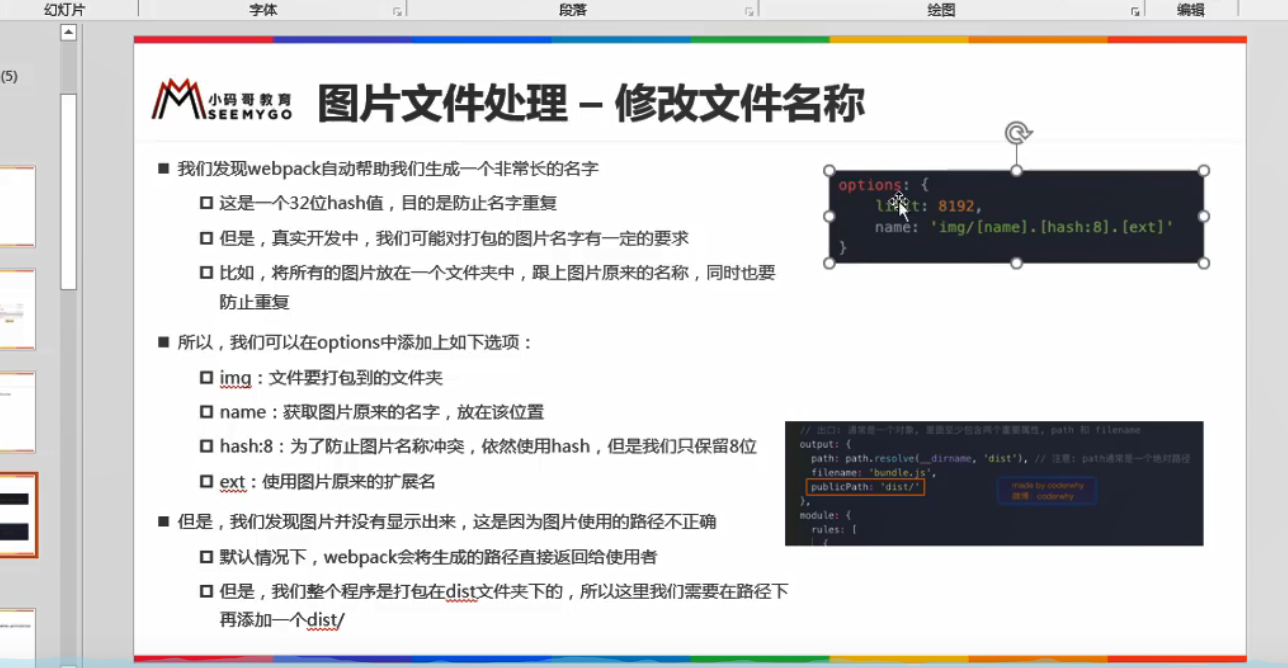 幻灯片
字体
段落
绘图
编辑
(5)
小码哥教育
SEEMYGO
图片文件处理 – 修改文件名称
我们发现webpack自动帮助我们生成一个非常长的名字
这是一个32位hash值，目的是防止名字重复
但是，真实开发中，我们可能对打包的图片名字有一定的要求
比如，将所有的图片放在一个文件夹中，跟上图片原来的名称，同时也要
防止重复
所以，我们可以在options中添加上如下选项：
img：文件要打包到的文件夹
name：获取图片原来的名字，放在该位置
hash:8：为了防止图片名称冲突，依然使用hash，但是我们只保留8位
ext：使用图片原来的扩展名
但是，我们发现图片并没有显示出来，这是因为图片使用的路径不正确
默认情况下，webpack会将生成的路径直接返回给使用者
但是，我们整个程序是打包在dist文件夹下的，所以这里我们需要在路径下
再添加一个dist/
options: {
limit: 8192,
name: 'img/[name].[hash:8].[ext]'
}
// 出口: 通常是一个对象, 里面至少包含两个重要属性, path 和 filename
output: {
path: path.resolve(__dirname, 'dist'), // 注意: path通常是一个绝对路径
filename: 'bundle.js',
publicPath: 'dist/'
},
made by coderwhy
微博: coderwhy
module: {
rules: [
{